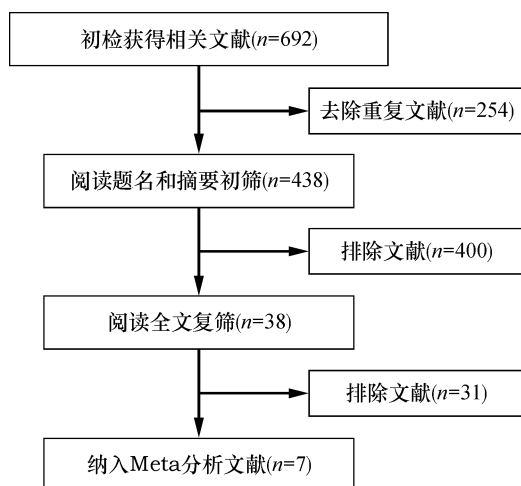 初检获得相关文献(n=692)
去除重复文献(n=254)
阅读题名和摘要初筛(n=438)
排除文献(n=400)
阅读全文复筛(n=38)
排除文献(n=31)
纳入Meta分析文献(n=7)